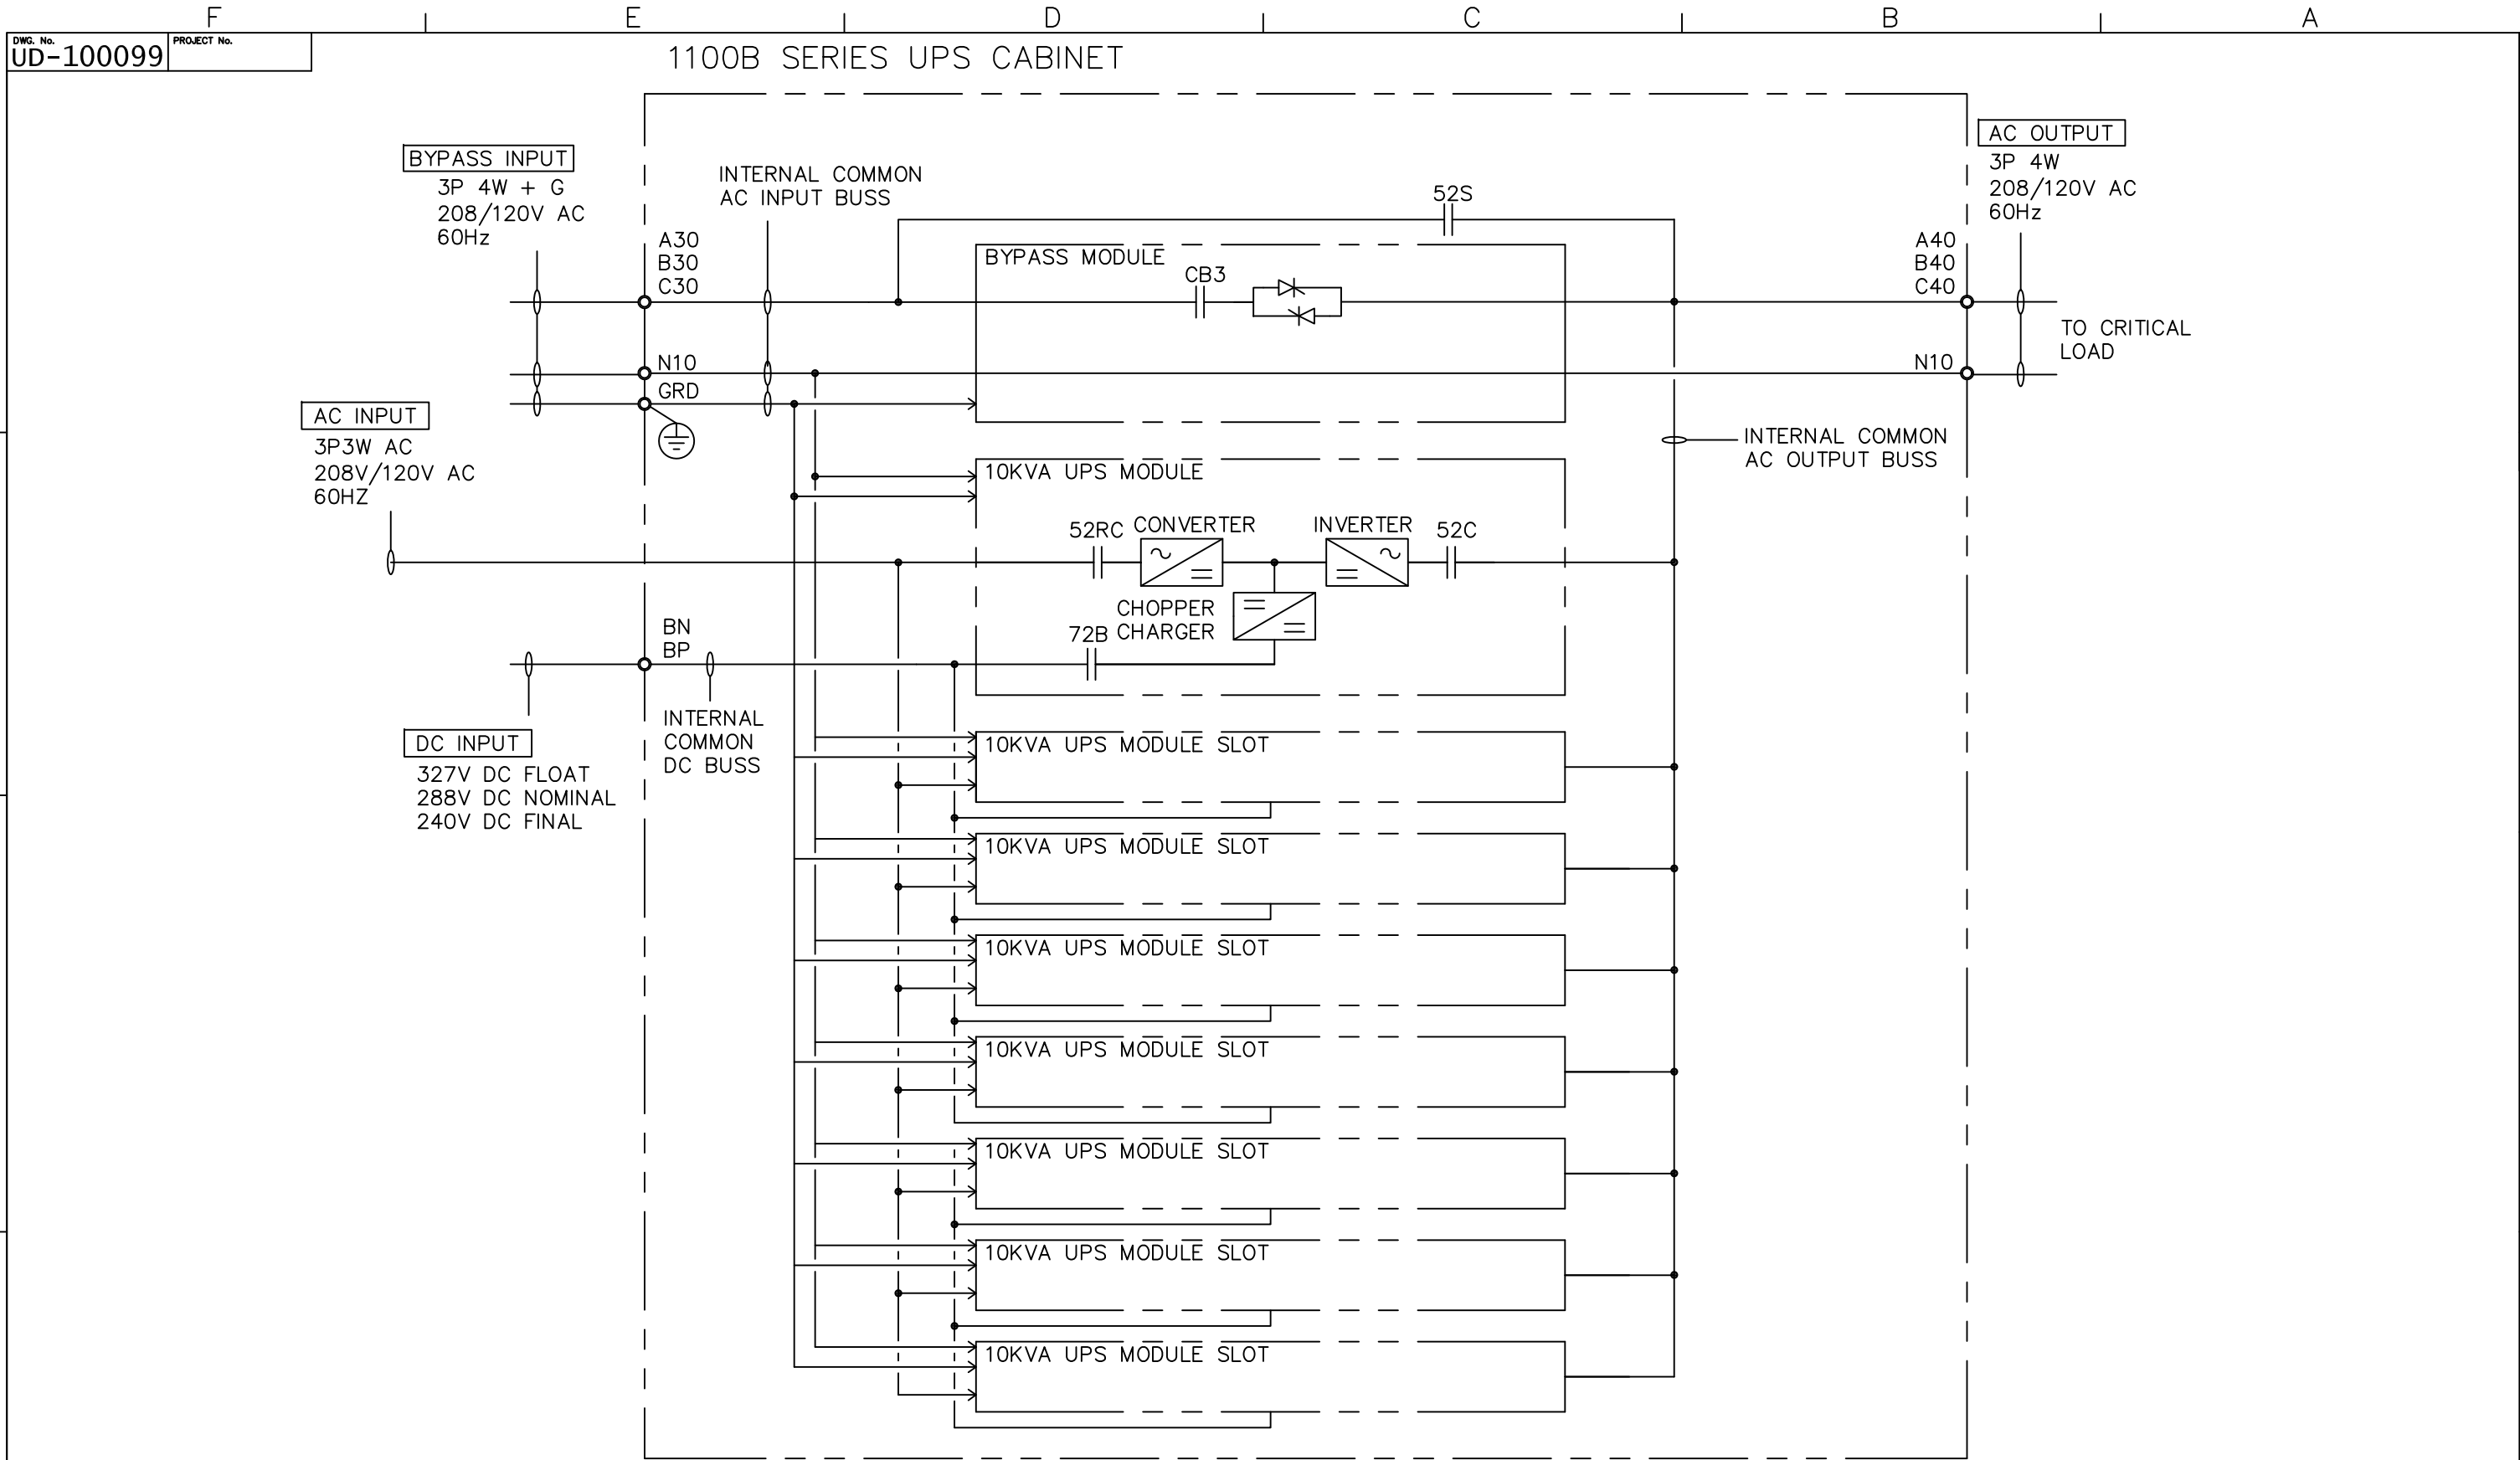 F E D C B A
DWG. No.
UD-100099
PROJECT No.
1100B SERIES UPS CABINET
BYPASS INPUT
3P 4W + G
208/120V AC
60Hz
INTERNAL COMMON
AC INPUT BUSS
52S
AC OUTPUT
3P 4W
208/120V AC
60Hz
A30
B30
C30
BYPASS MODULE
CB3
A40
B40
C40
TO CRITICAL
LOAD
N10
N10
GRD
AC INPUT
3P3W AC
208V/120V AC
60HZ
INTERNAL COMMON
AC OUTPUT BUSS
10KVA UPS MODULE
52RC
CONVERTER
INVERTER
52C
CHOPPER
CHARGER
72B
BN
BP
INTERNAL
COMMON
DC BUSS
DC INPUT
327V DC FLOAT
288V DC NOMINAL
240V DC FINAL
10KVA UPS MODULE SLOT
10KVA UPS MODULE SLOT
10KVA UPS MODULE SLOT
10KVA UPS MODULE SLOT
10KVA UPS MODULE SLOT
10KVA UPS MODULE SLOT
10KVA UPS MODULE SLOT